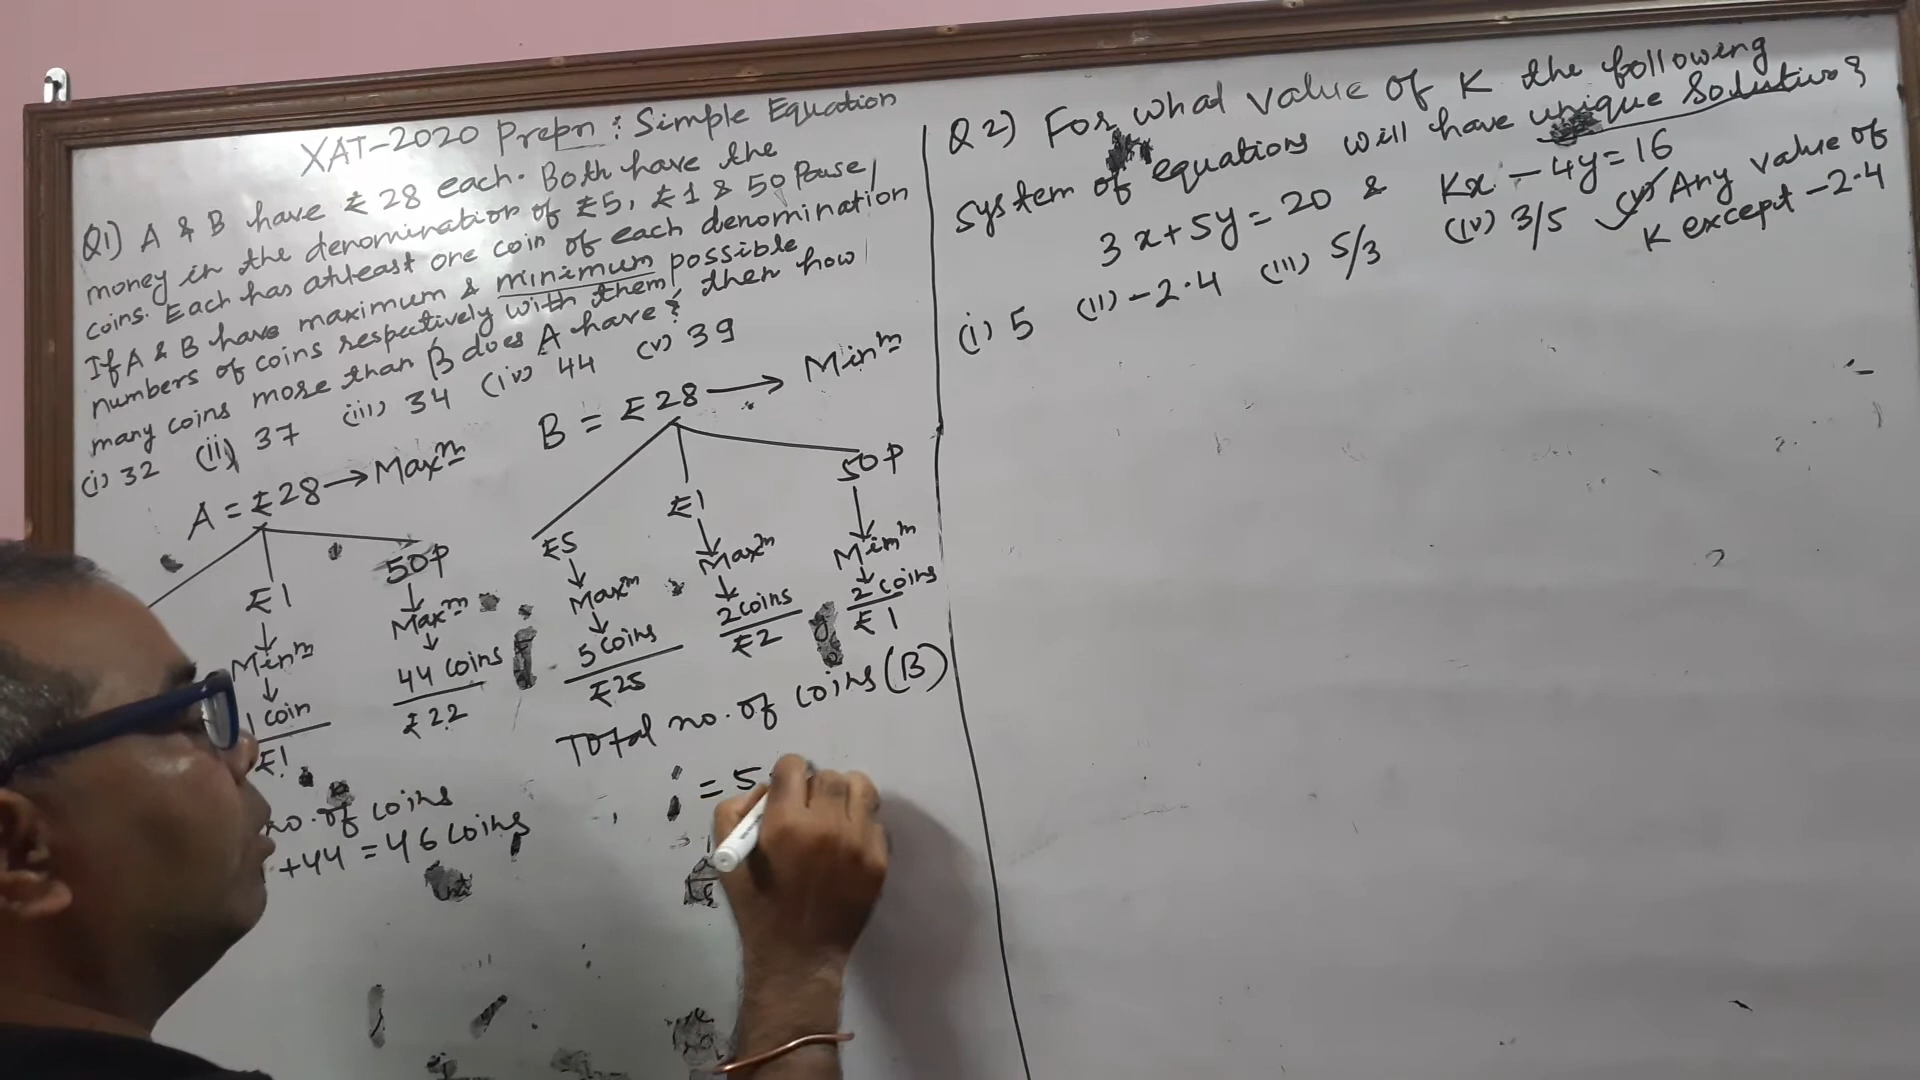 XAT-2020 Prepn: Simple Equation
Q1) A & B have ₹28 each. Both have the
money in the denomination of ₹5, ₹1 & 50 Pause/
coins. Each has atleast one coin of each denomination
If A & B have maximum & minimum possible
numbers of coins respectively with them, then how
many coins more than B does A have?
(i) 32 (ii) 37 (iii) 34 (iv) 44 (v) 39
A = ₹28 → Maxm
₹1
50P
Minm
Maxm
1 coin
44 coins
₹1
₹22
no. of coins
+44 = 46 coins
B = ₹28 → Minm
₹5
₹1
50P
Maxm
Maxm
Minm
5 coins
2 coins
2 coins
₹25
₹2
₹1
Total no. of coins (B)
= 5
Q2) For what value of K the following
system of equations will have unique solution?
3x+5y=20 & Kx-4y=16
(i) 5 (ii) -2.4 (iii) 5/3 (iv) 3/5 (v) Any value of
K except -2.4